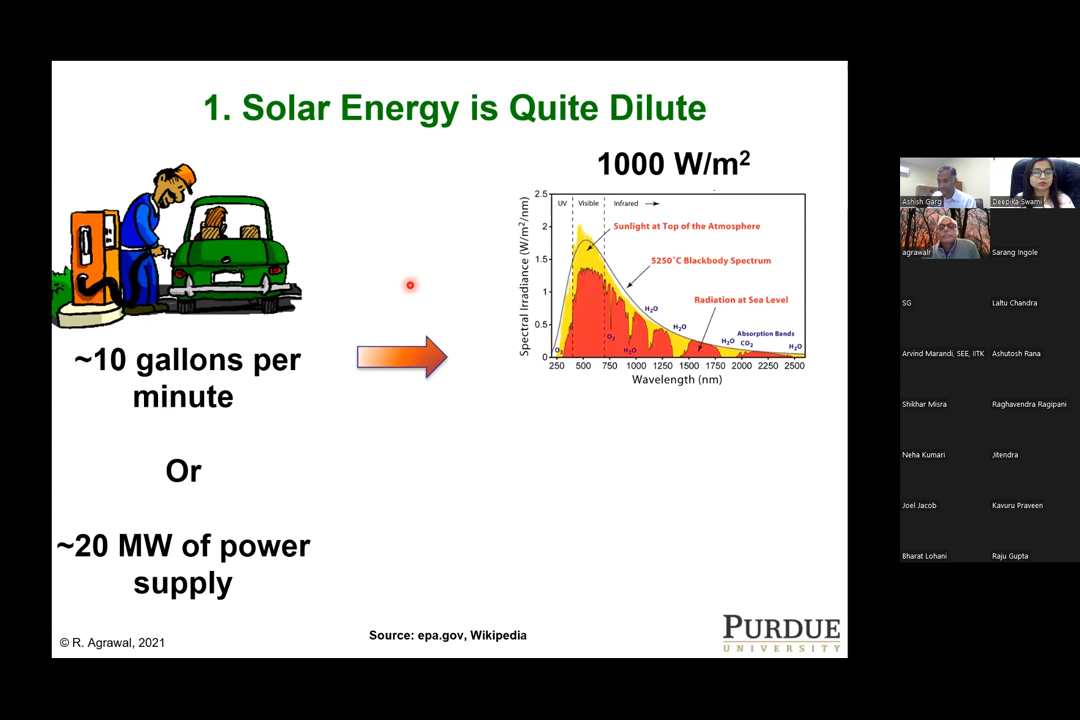 1. Solar Energy is Quite Dilute
1000 W/m²
~10 gallons per
minute
Or
~20 MW of power
supply
Spectral Irradiance (W/m²/nm)
2.5
2
1.5
1
0.5
0
UV
Visible
Infrared
Sunlight at Top of the Atmosphere
5250°C Blackbody Spectrum
Radiation at Sea Level
H₂O
H₂O
Absorption Bands
O₂
H₂O
CO₂
H₂O
H₂O
250 500 750 1000 1250 1500 1750 2000 2250 2500
Wavelength (nm)
© R. Agrawal, 2021
Source: epa.gov, Wikipedia
PURDUE
UNIVERSITY
Ashish Garg
Deepika Swami
agrawalr
Sarang Ingole
SG
Laltu Chandra
Arvind Marandi, SEE, IITK
Ashutosh Rana
Shikhar Misra
Raghavendra Ragipani
Neha Kumari
Jitendra
Joel Jacob
Kavuru Praveen
Bharat Lohani
Raju Gupta